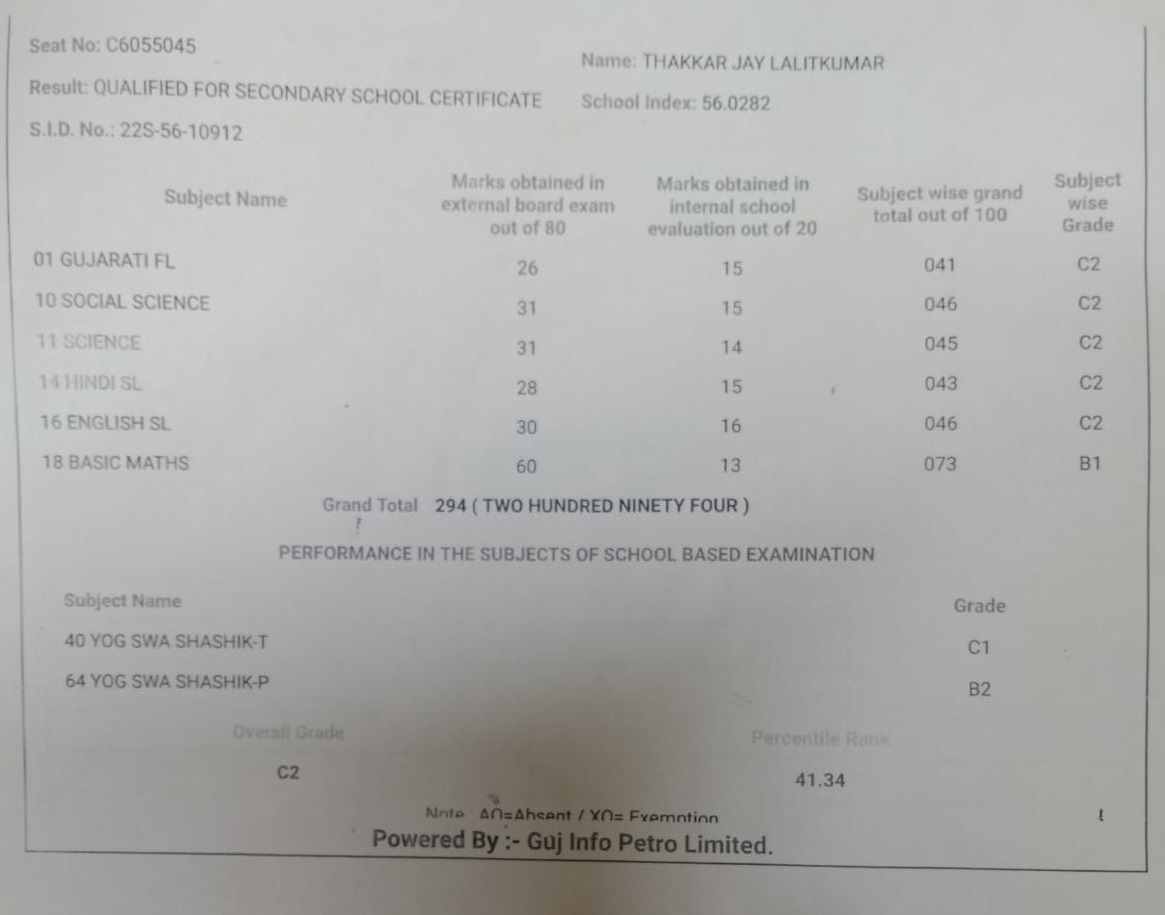 Seat No: C6055045
Name: THAKKAR JAY LALITKUMAR
Result: QUALIFIED FOR SECONDARY SCHOOL CERTIFICATE
School Index: 56.0282
S.I.D. No.: 22S-56-10912
Subject Name
Marks obtained in external board exam out of 80
Marks obtained in internal school evaluation out of 20
Subject wise grand total out of 100
Subject wise Grade
01 GUJARATI FL 26 15 041 C2
10 SOCIAL SCIENCE 31 15 046 C2
11 SCIENCE 31 14 045 C2
14 HINDI SL 28 15 043 C2
16 ENGLISH SL 30 16 046 C2
18 BASIC MATHS 60 13 073 B1
Grand Total 294 ( TWO HUNDRED NINETY FOUR )
PERFORMANCE IN THE SUBJECTS OF SCHOOL BASED EXAMINATION
Subject Name Grade
40 YOG SWA SHASHIK-T C1
64 YOG SWA SHASHIK-P B2
Overall Grade Percentile Rank
C2 41.34
Note AO=Absent / XO= Exemption
Powered By :- Guj Info Petro Limited.